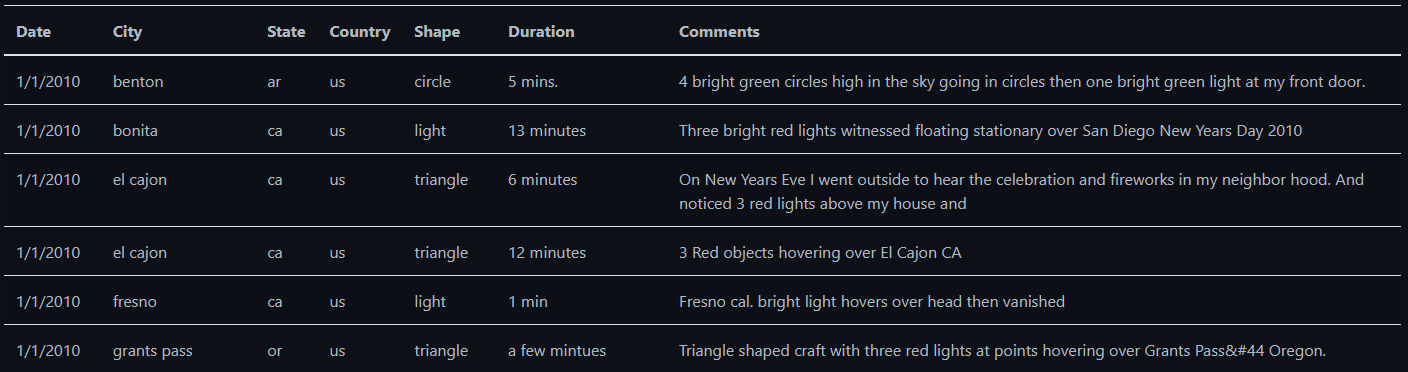 Date City State Country Shape Duration Comments
1/1/2010 benton ar us circle 5 mins. 4 bright green circles high in the sky going in circles then one bright green light at my front door.
1/1/2010 bonita ca us light 13 minutes Three bright red lights witnessed floating stationary over San Diego New Years Day 2010
1/1/2010 el cajon ca us triangle 6 minutes On New Years Eve I went outside to hear the celebration and fireworks in my neighbor hood. And
noticed 3 red lights above my house and
1/1/2010 el cajon ca us triangle 12 minutes 3 Red objects hovering over El Cajon CA
1/1/2010 fresno ca us light 1 min Fresno cal. bright light hovers over head then vanished
1/1/2010 grants pass or us triangle a few mintues Triangle shaped craft with three red lights at points hovering over Grants Pass&#44 Oregon.